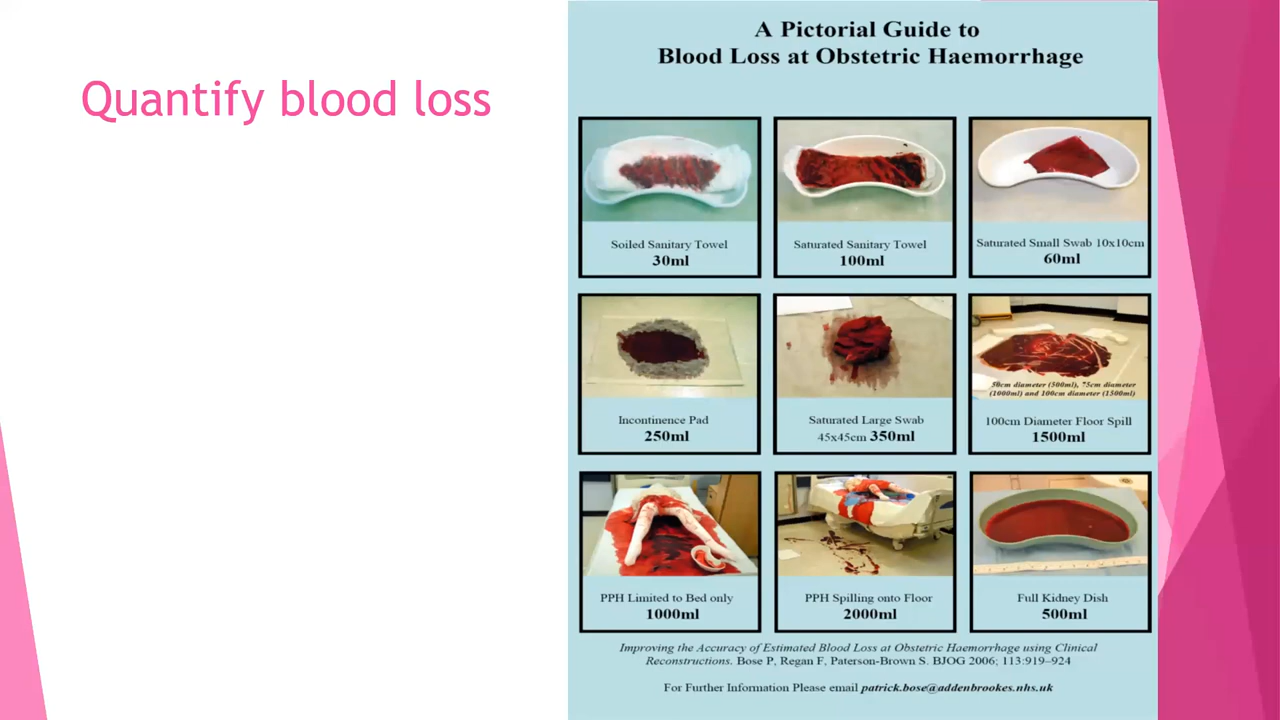 Quantify blood loss
A Pictorial Guide to
Blood Loss at Obstetric Haemorrhage
Soiled Sanitary Towel
30ml
Saturated Sanitary Towel
100ml
Saturated Small Swab 10x10cm
60ml
Incontinence Pad
250ml
Saturated Large Swab
45x45cm 350ml
50cm diameter (500ml), 75cm diameter
(1000ml) and 100cm diameter (1500ml)
100cm Diameter Floor Spill
1500ml
PPH Limited to Bed only
1000ml
PPH Spilling onto Floor
2000ml
Full Kidney Dish
500ml
Improving the Accuracy of Estimated Blood Loss at Obstetric Haemorrhage using Clinical
Reconstructions. Bose P, Regan F, Paterson-Brown S. BJOG 2006; 113:919–924
For Further Information Please email patrick.bose@addenbrookes.nhs.uk